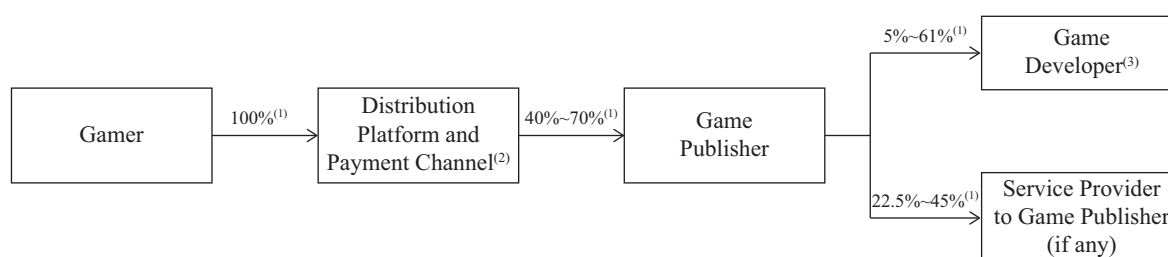 Gamer
100%(1)
Distribution
Platform and
Payment Channel(2)
40%~70%(1)
Game
Publisher
5%~61%(1)
Game
Developer(3)
22.5%~45%(1)
Service Provider
to Game Publisher
(if any)